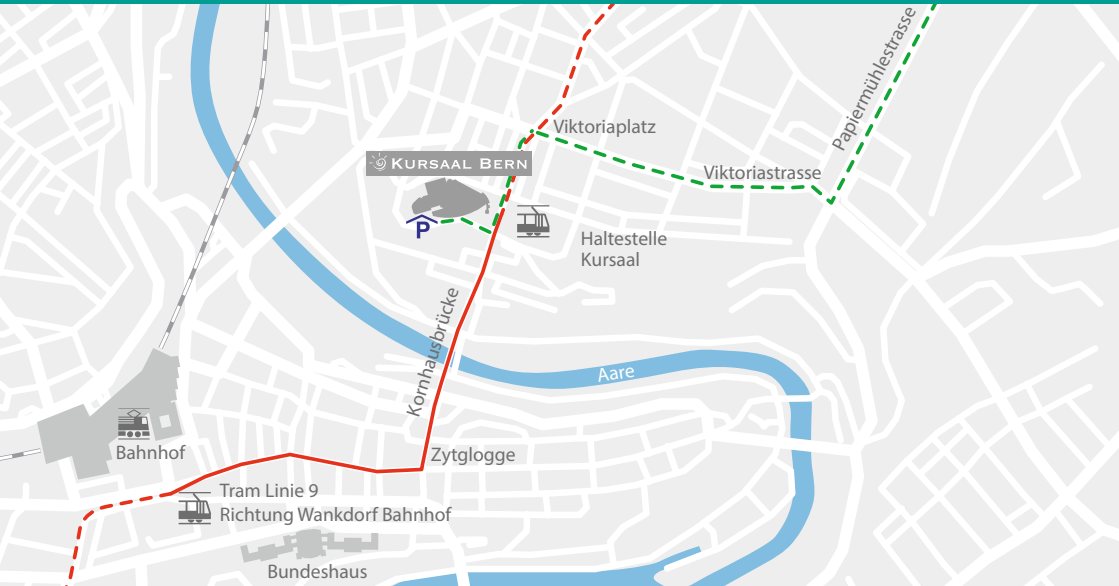 Papiermühlestrasse
Viktoriaplatz
KURSAAL BERN
Viktoriastrasse
P
Haltestelle
Kursaal
Kornhausbrücke
Aare
Bahnhof
Zytglogge
Tram Linie 9
Richtung Wankdorf Bahnhof
Bundeshaus